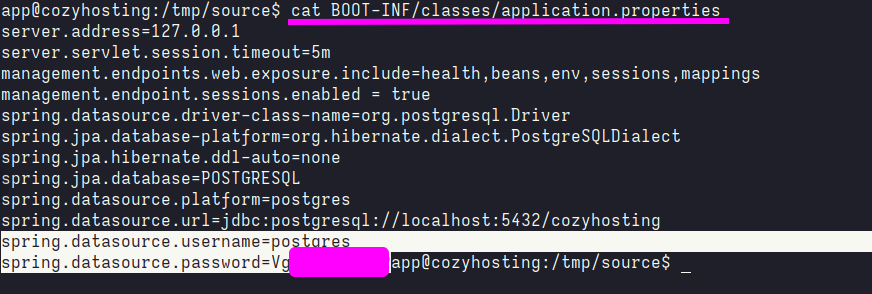 app@cozyhosting:/tmp/source$ cat BOOT-INF/classes/application.properties
server.address=127.0.0.1
server.servlet.session.timeout=5m
management.endpoints.web.exposure.include=health,beans,env,sessions,mappings
management.endpoint.sessions.enabled = true
spring.datasource.driver-class-name=org.postgresql.Driver
spring.jpa.database-platform=org.hibernate.dialect.PostgreSQLDialect
spring.jpa.hibernate.ddl-auto=none
spring.jpa.database=POSTGRESQL
spring.datasource.platform=postgres
spring.datasource.url=jdbc:postgresql://localhost:5432/cozyhosting
spring.datasource.username=postgres
spring.datasource.password=Vg app@cozyhosting:/tmp/source$ _